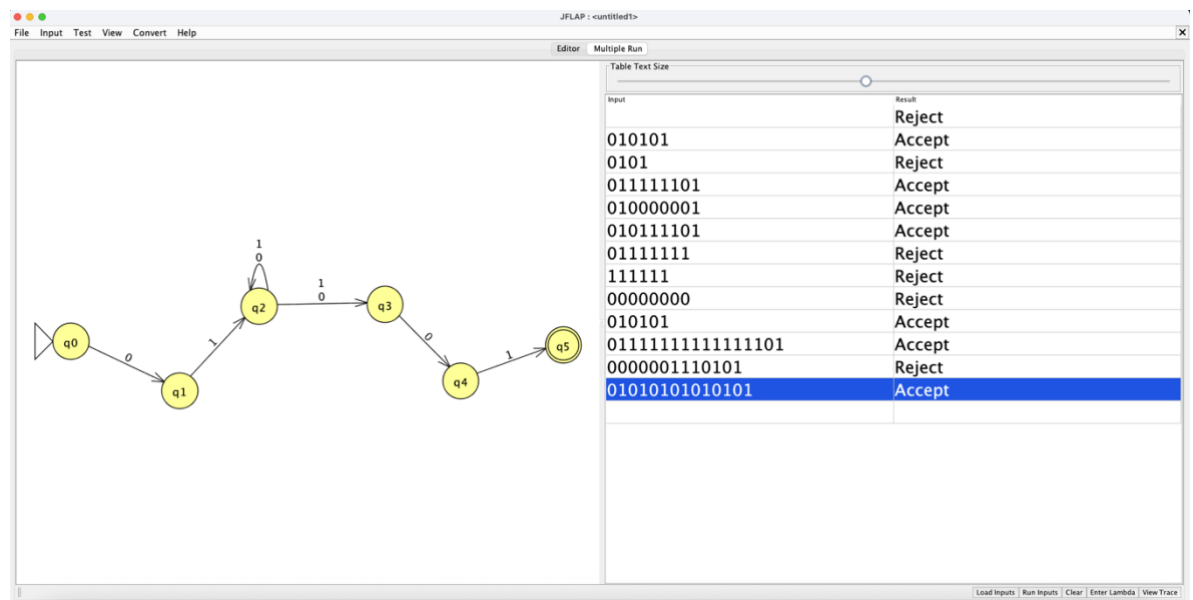 JFLAP : <untitled1>
File Input Test View Convert Help
Editor Multiple Run
Table Text Size
Input Result
Reject
010101 Accept
0101 Reject
011111101 Accept
010000001 Accept
010111101 Accept
01111111 Reject
111111 Reject
00000000 Reject
010101 Accept
01111111111111101 Accept
0000001110101 Reject
01010101010101 Accept
1
0
1
0
q2
q3
q0
0
1
0
1
q5
q1
q4
Load Inputs Run Inputs Clear Enter Lambda View Trace